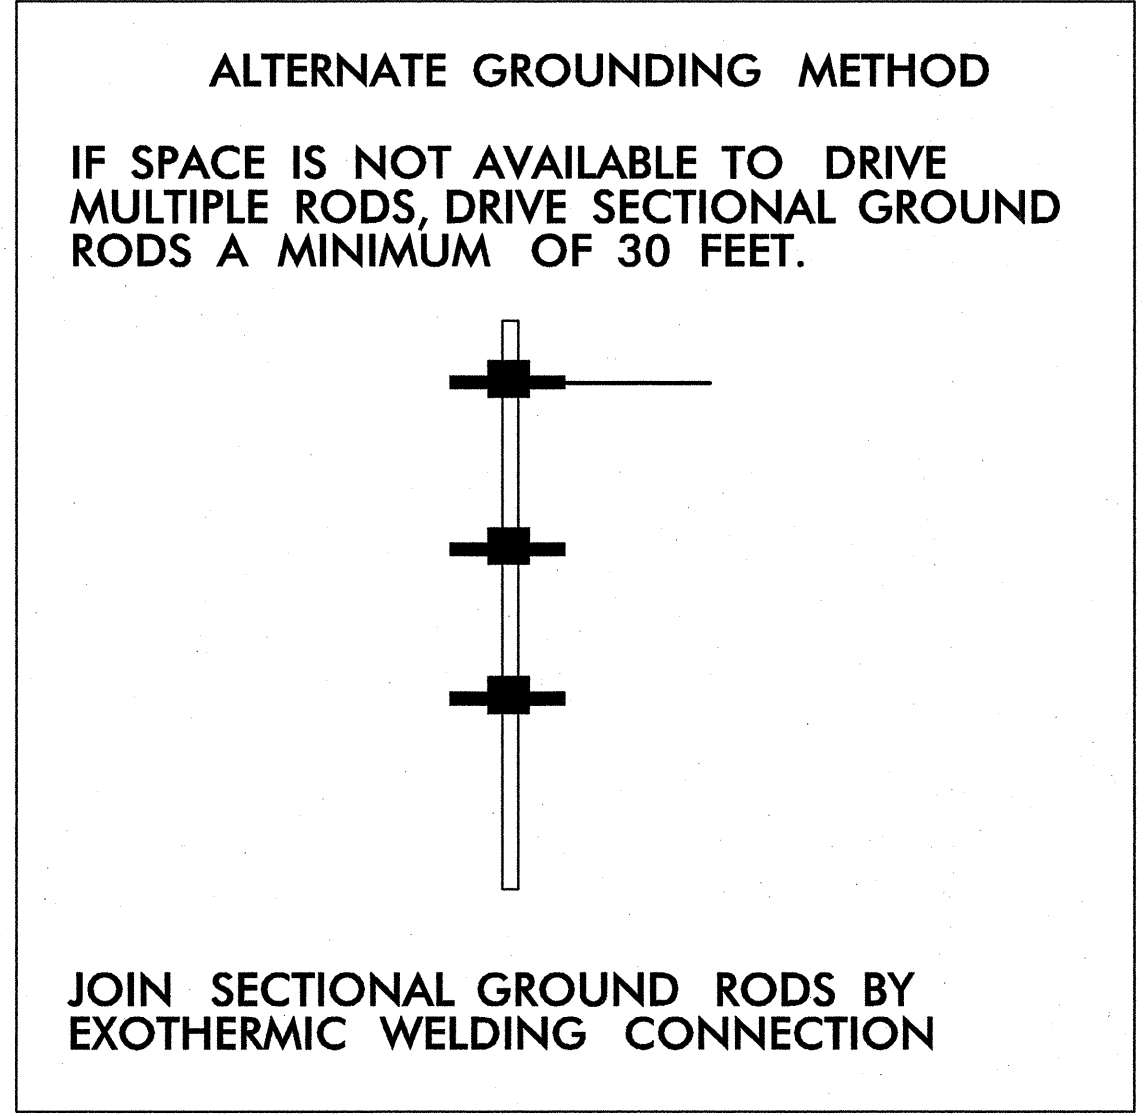 ALTERNATE GROUNDING METHOD
IF SPACE IS NOT AVAILABLE TO DRIVE
MULTIPLE RODS, DRIVE SECTIONAL GROUND
RODS A MINIMUM OF 30 FEET.
JOIN SECTIONAL GROUND RODS BY
EXOTHERMIC WELDING CONNECTION